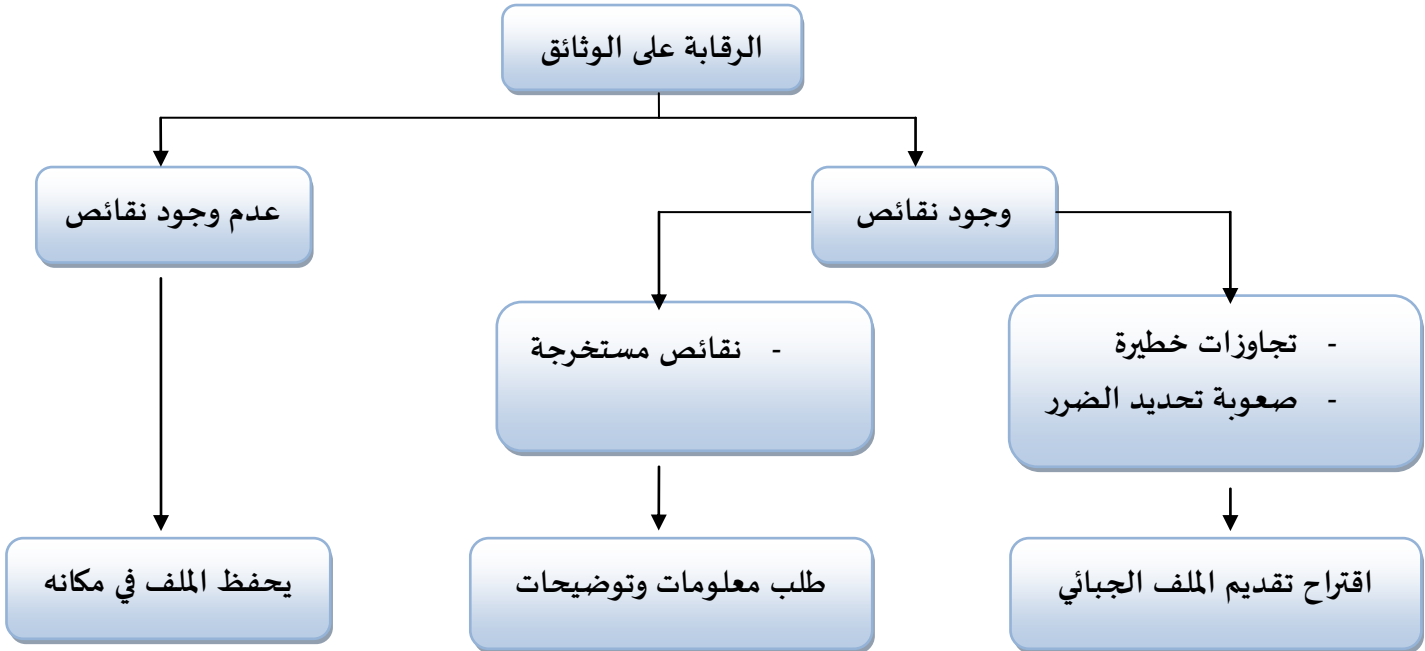 الرقابة على الوثائق
وجود نقائص
عدم وجود نقائص
- تجاوزات خطيرة
- صعوبة تحديد الضرر
- نقائص مستخرجة
اقتراح تقديم الملف الجبائي
طلب معلومات وتوضيحات
يحفظ الملف في مكانه